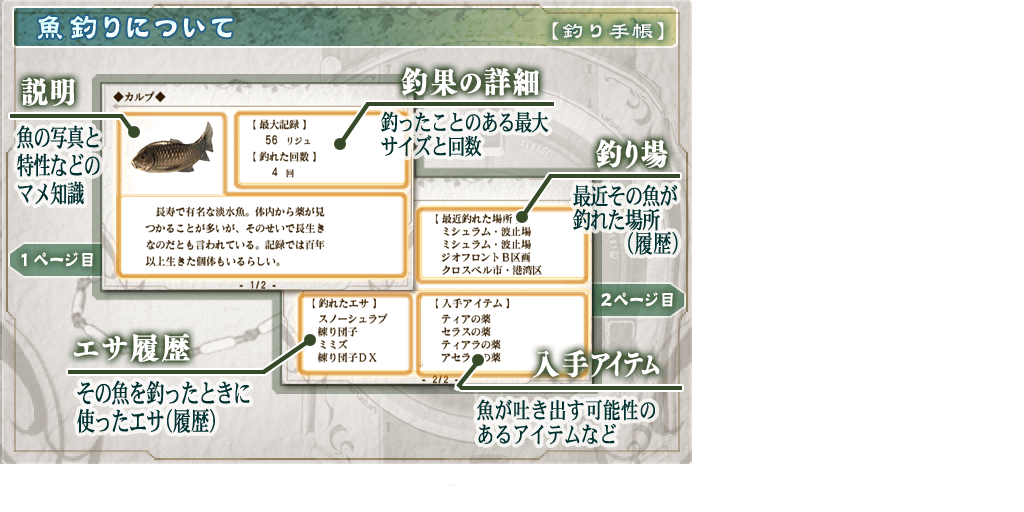 魚釣りについて
【釣り手帳】
説明
魚の写真と
特性などの
マメ知識
釣果の詳細
釣ったことのある最大
サイズと回数
釣り場
最近その魚が
釣れた場所
（履歴）
1ページ目
◆カルプ◆
【 最大記録 】
56 リジュ
【 釣れた回数 】
4 回
長寿で有名な淡水魚。体内から薬が見
つかることが多いが、そのせいで長生き
なのだとも言われている。記録では百年
以上生きた個体もいるらしい。
- 1/2 -
【 最近釣れた場所
ミシュラム・波止場
ミシュラム・波止場
ジオフロントB区画
クロスベル市・港湾区
2ページ目
【 釣れたエサ 】
スノーシュラブ
練り団子
ミミズ
練り団子DX
【 入手アイテム 】
ティアの薬
セラスの薬
ティアラの薬
アセラ の薬
- 2/2 -
エサ履歴
その魚を釣ったときに
使ったエサ（履歴）
入手アイテム
魚が吐き出す可能性の
あるアイテムなど